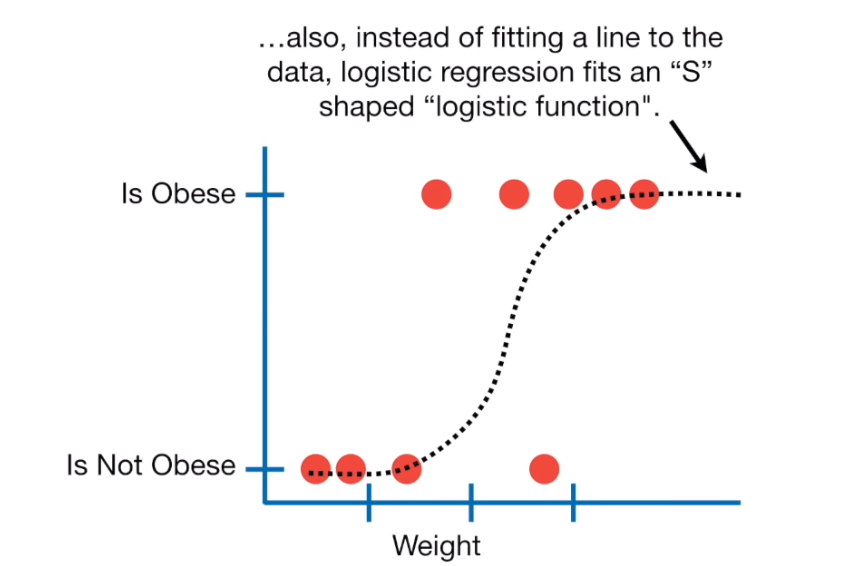 ...also, instead of fitting a line to the
data, logistic regression fits an “S”
shaped “logistic function".
Is Obese
Is Not Obese
Weight